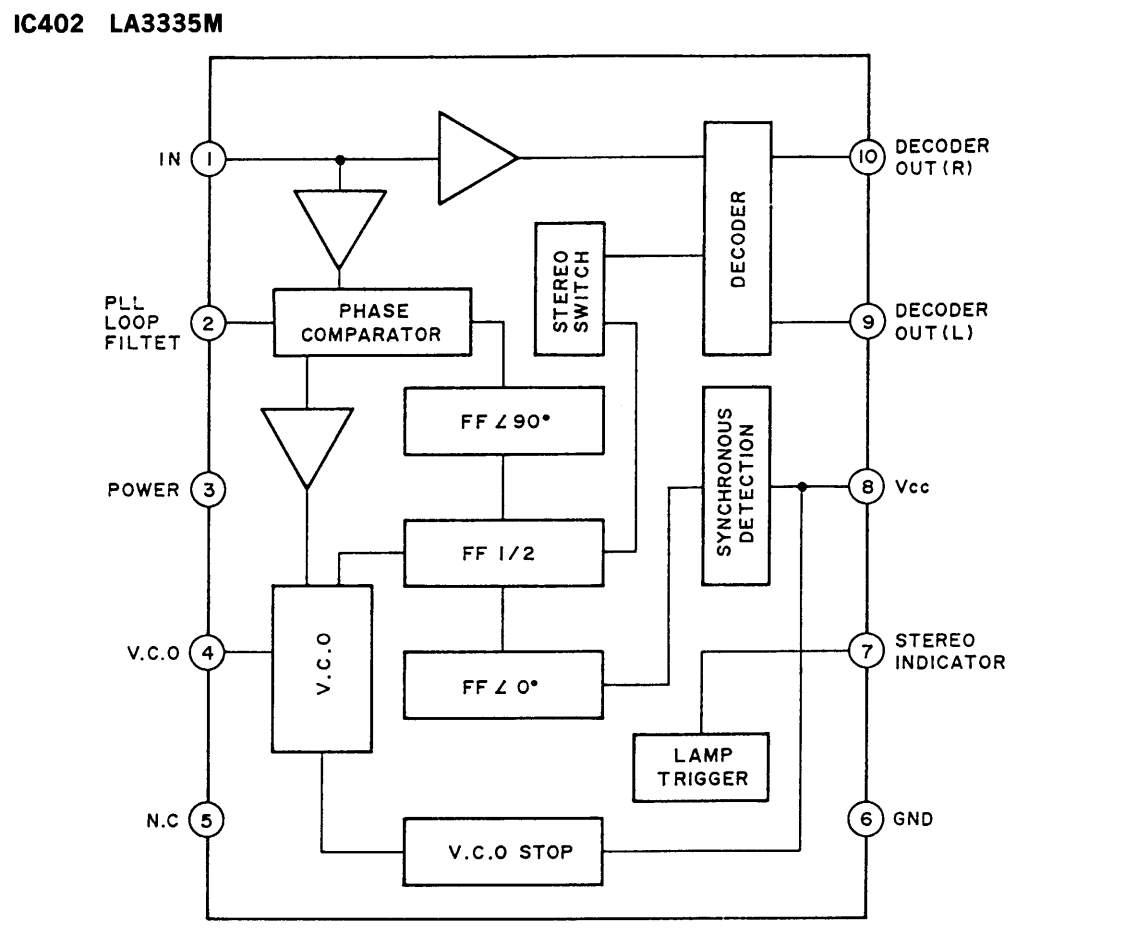 IC402 LA3335M
IN
1
10
DECODER
OUT (R)
DECODER
STEREO
SWITCH
PLL
LOOP
FILTET
2
PHASE
COMPARATOR
9
DECODER
OUT (L)
FF ∠90°
SYNCHRONOUS
DETECTION
POWER
3
8
Vcc
FF 1/2
V.C.O
4
V.C.O
FF ∠ 0°
7
STEREO
INDICATOR
LAMP
TRIGGER
N.C
5
6
GND
V.C.O STOP